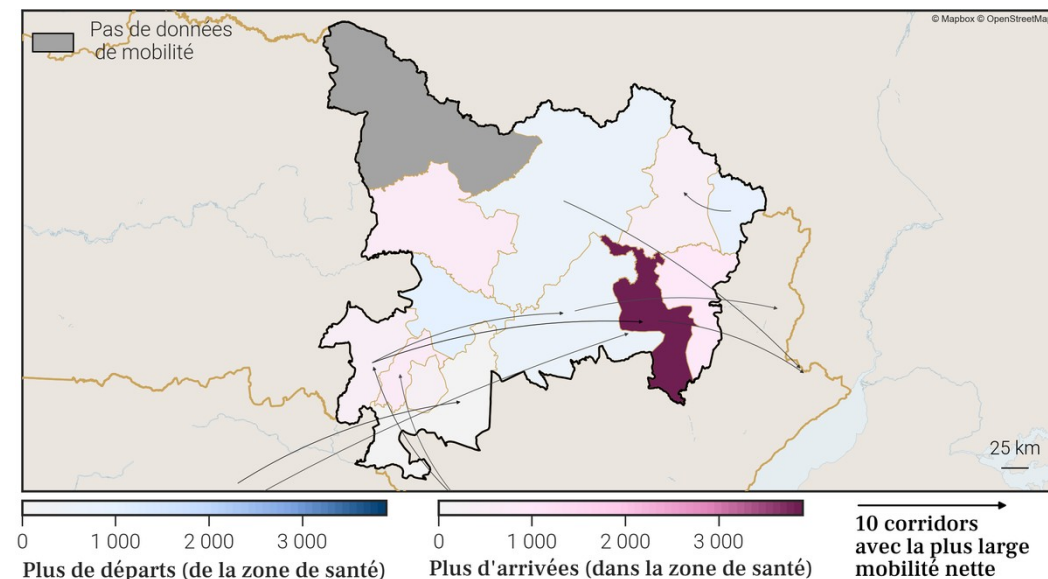 © Mapbox © OpenStreetMap
Pas de données
de mobilité
25 km
0 1 000 2 000 3 000
Plus de départs (de la zone de santé)
0 1 000 2 000 3 000
Plus d'arrivées (dans la zone de santé)
10 corridors
avec la plus large
mobilité nette